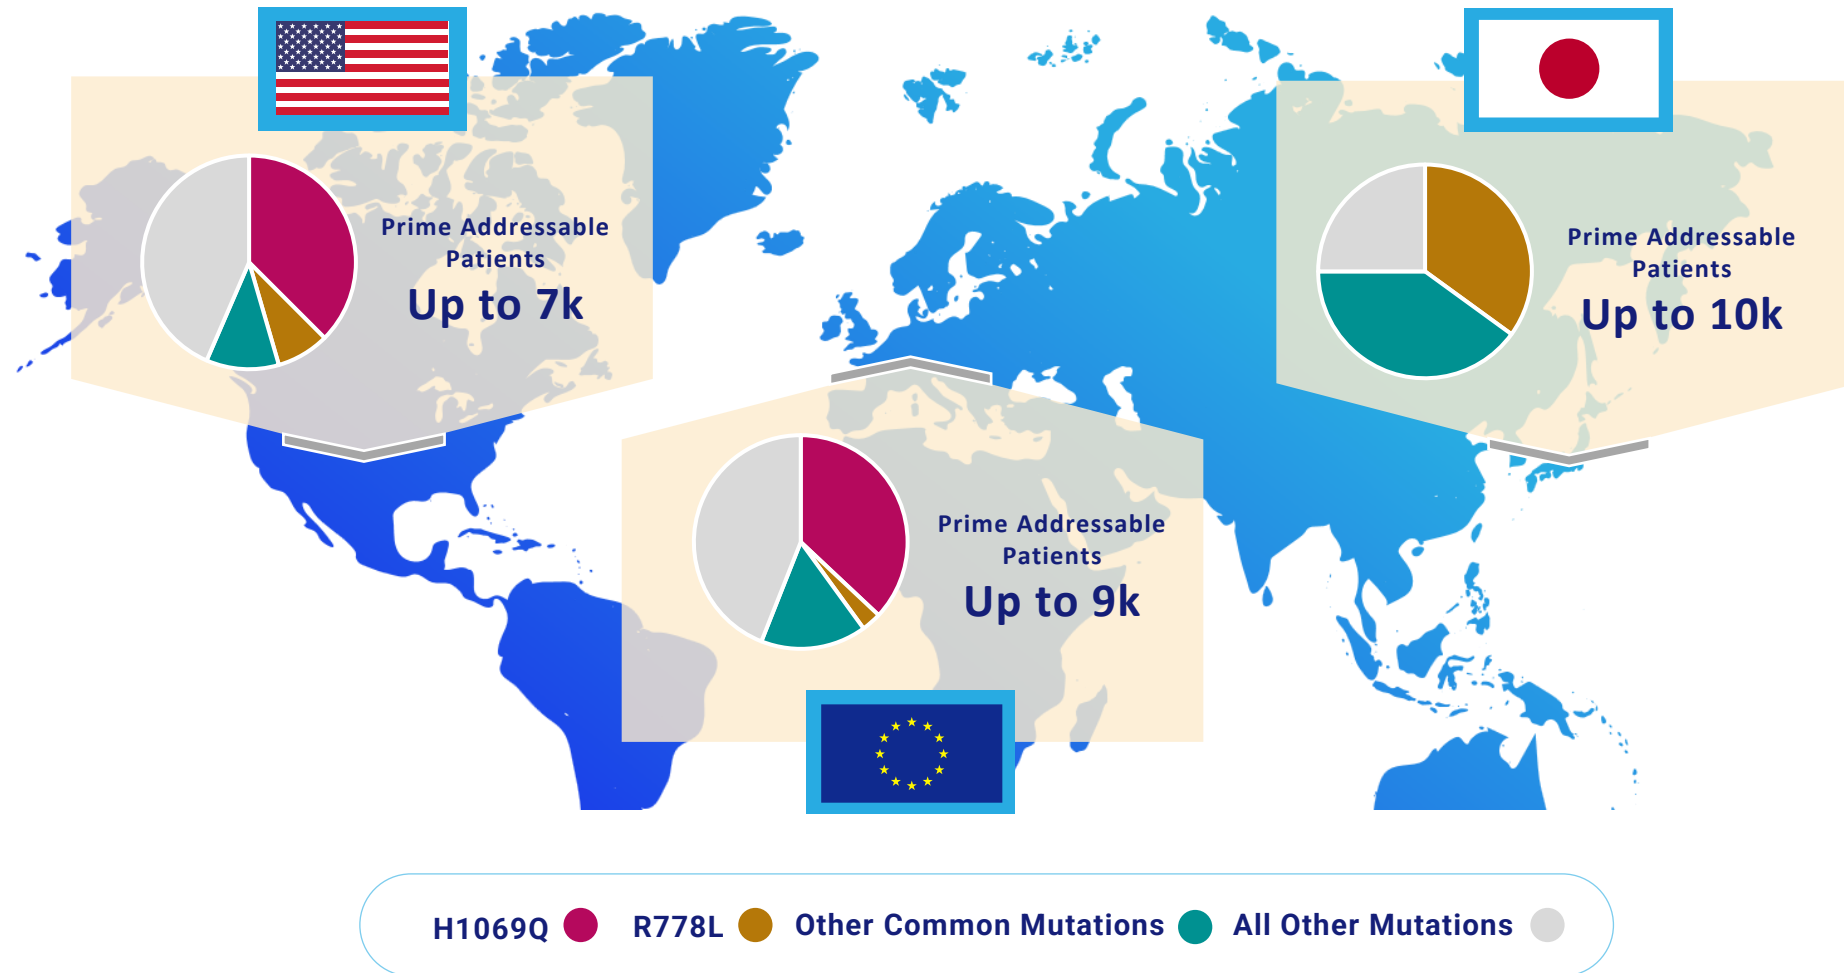 Prime Addressable
Patients
Up to 7k
Prime Addressable
Patients
Up to 10k
Prime Addressable
Patients
Up to 9k
H1069Q R778L Other Common Mutations All Other Mutations